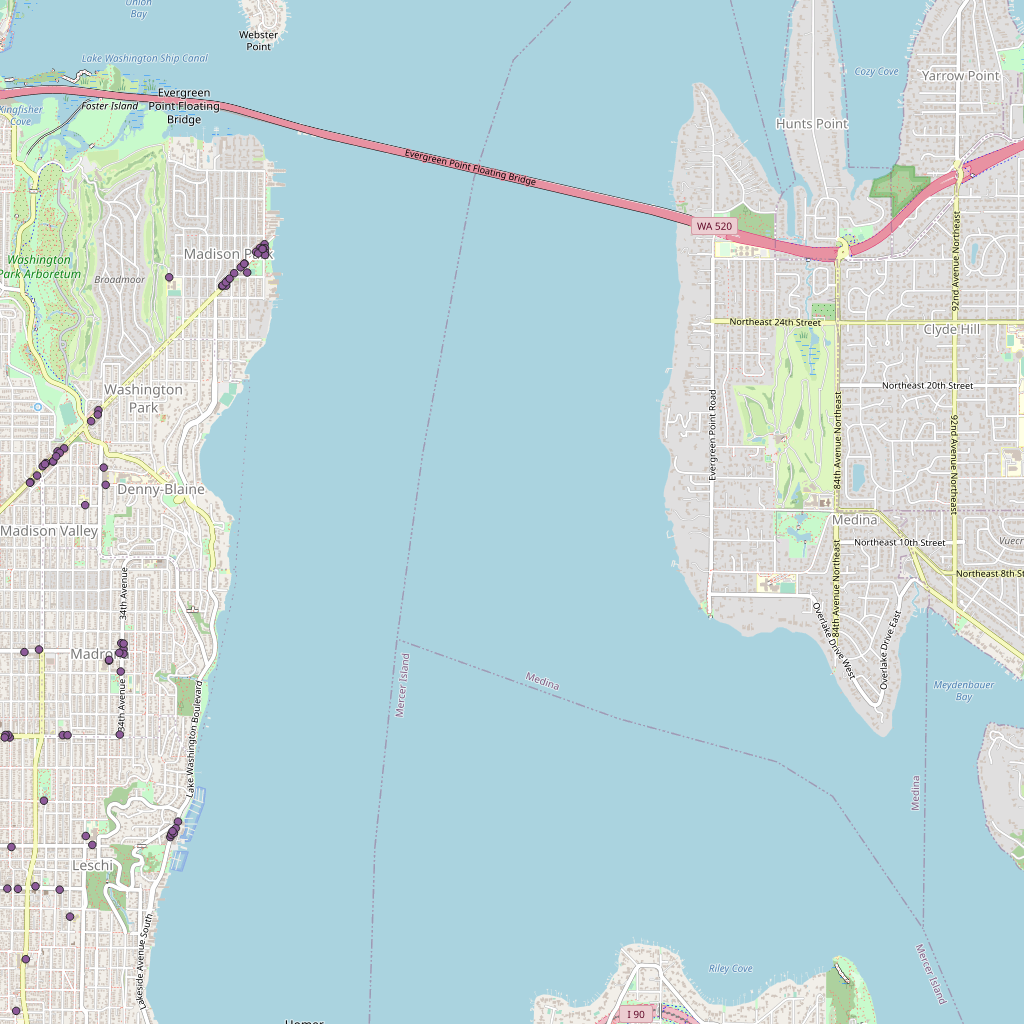 Union
Bay
Webster
Point
Lake Washington Ship Canal
Cozy Cove
Yarrow Point
Evergreen
Point Floating
Bridge
Foster Island
Kingfisher
Cove
Hunts Point
Evergreen Point Floating Bridge
WA 520
Madison Park
Washington
Park Arboretum
Broadmoor
92nd Avenue Northeast
Northeast 24th Street
Clyde Hill
Washington
Park
Northeast 20th Street
Evergreen Point Road
84th Avenue Northeast
92nd Avenue Northeast
Denny-Blaine
Madison Valley
Medina
Northeast 10th Street
Vuecr
Northeast 8th St
34th Avenue
84th Avenue Northeast
Overlake Drive West
Overlake Drive East
Madro
Mercer Island
Medina
Meydenbauer
Bay
34th Avenue
Lake Washington Boulevard
Medina
Leschi
Lakeside Avenue South
Riley Cove
Mercer Island
I 90